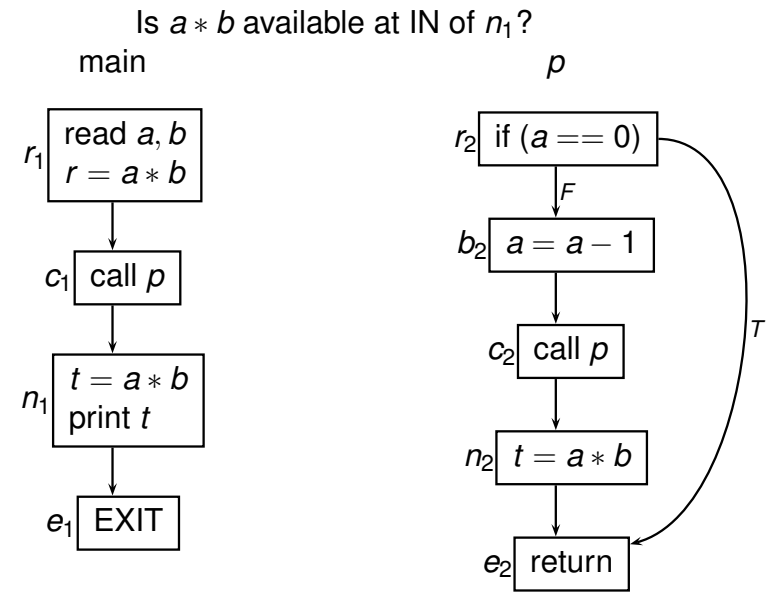 Is a ∗ b available at IN of n₁?
main
r₁
read a, b
r = a ∗ b
c₁
call p
n₁
t = a ∗ b
print t
e₁
EXIT
p
r₂
if (a == 0)
F
T
b₂
a = a − 1
c₂
call p
n₂
t = a ∗ b
e₂
return